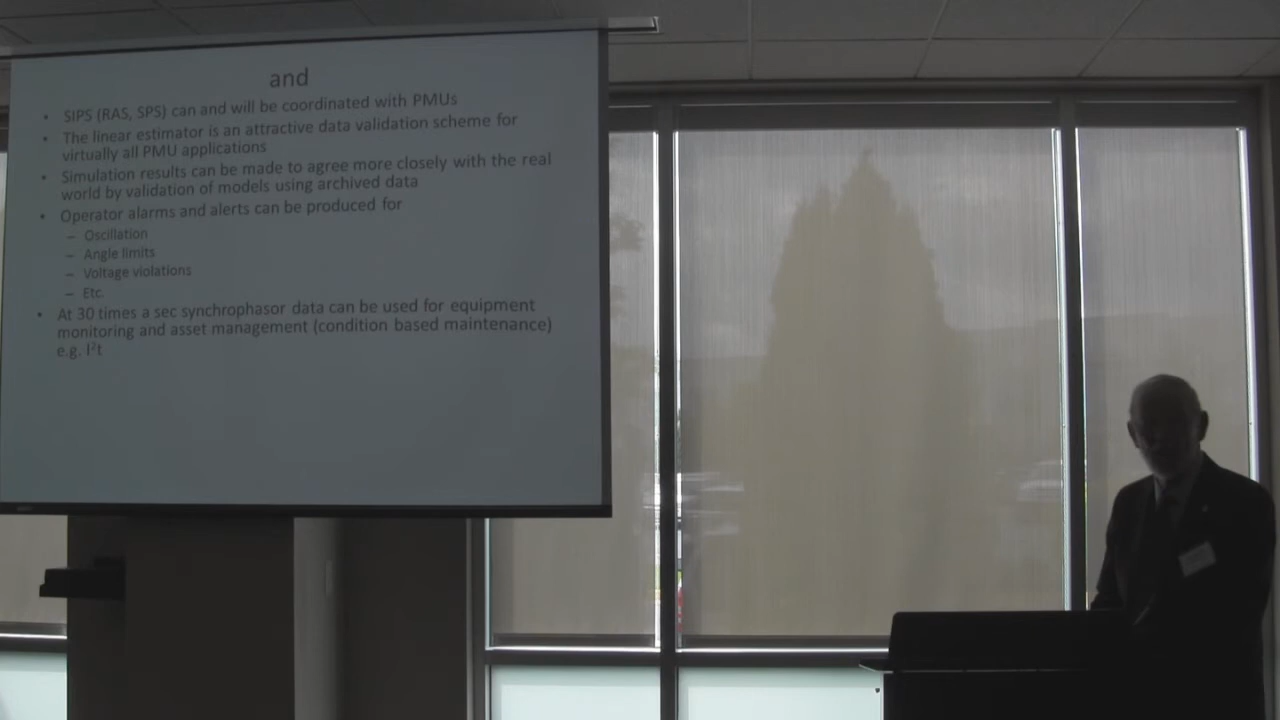 and
• SIPS (RAS, SPS) can and will be coordinated with PMUs
• The linear estimator is an attractive data validation scheme for
virtually all PMU applications
• Simulation results can be made to agree more closely with the real
world by validation of models using archived data
• Operator alarms and alerts can be produced for
– Oscillation
– Angle limits
– Voltage violations
– Etc.
• At 30 times a sec synchrophasor data can be used for equipment
monitoring and asset management (condition based maintenance)
e.g. I²t